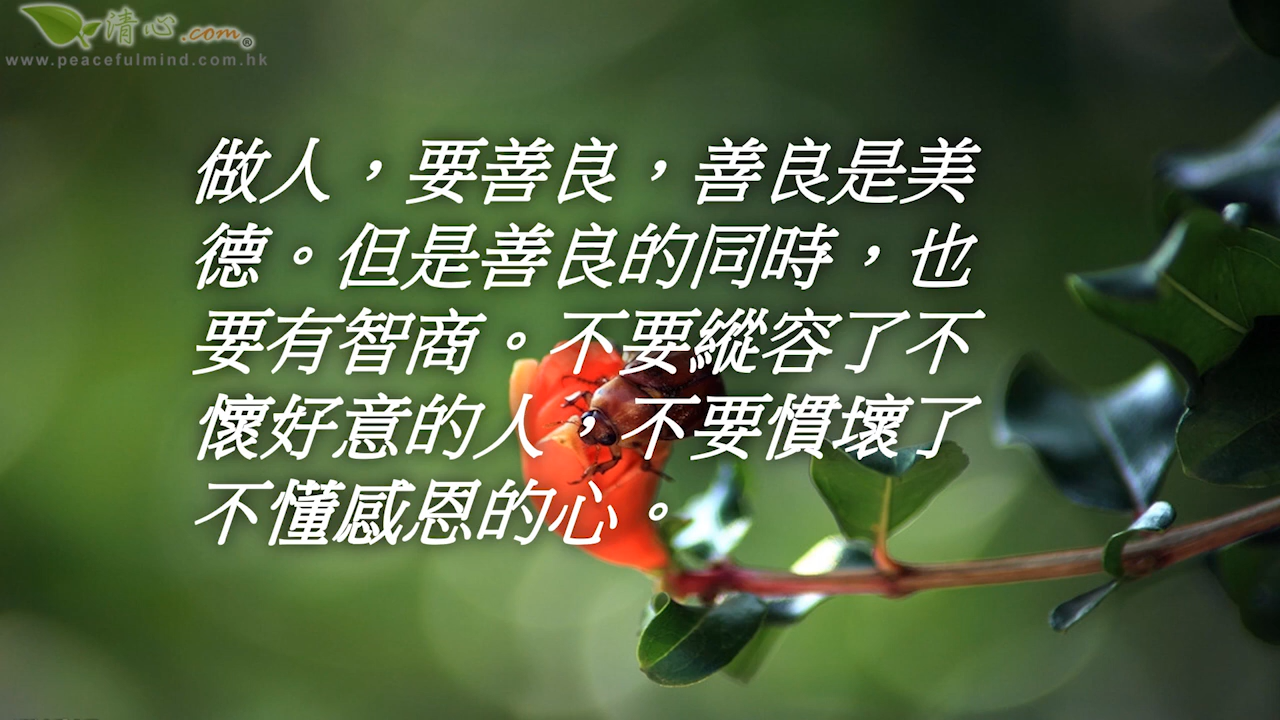 清心.com®
www.peacefulmind.com.hk
做人，要善良，善良是美
德。但是善良的同時，也
要有智商。不要縱容了不
懷好意的人，不要慣壞了
不懂感恩的心。